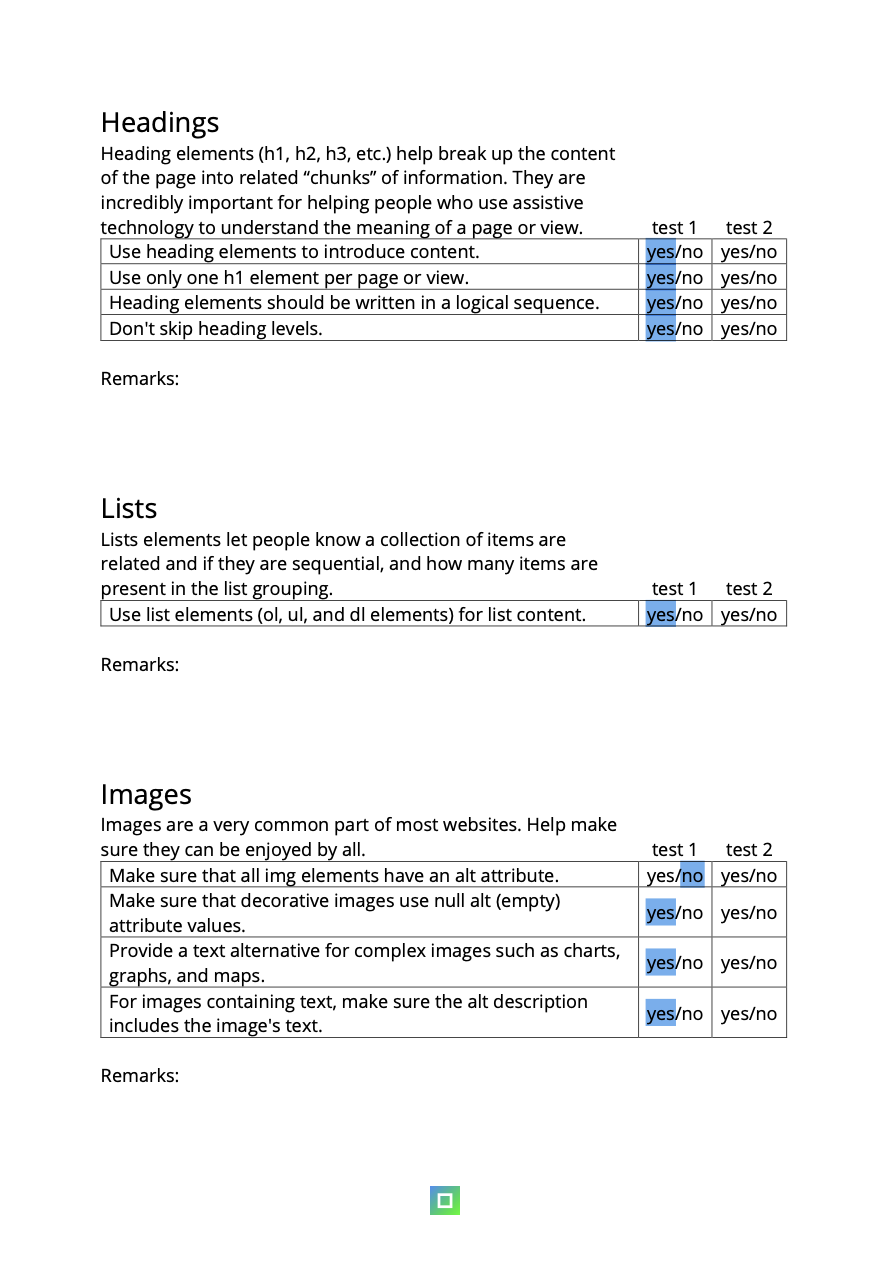 Headings
Heading elements (h1, h2, h3, etc.) help break up the content
of the page into related “chunks” of information. They are
incredibly important for helping people who use assistive
technology to understand the meaning of a page or view. test 1 test 2
Use heading elements to introduce content. yes/no yes/no
Use only one h1 element per page or view. yes/no yes/no
Heading elements should be written in a logical sequence. yes/no yes/no
Don't skip heading levels. yes/no yes/no
Remarks:
Lists
Lists elements let people know a collection of items are
related and if they are sequential, and how many items are
present in the list grouping. test 1 test 2
Use list elements (ol, ul, and dl elements) for list content. yes/no yes/no
Remarks:
Images
Images are a very common part of most websites. Help make
sure they can be enjoyed by all. test 1 test 2
Make sure that all img elements have an alt attribute. yes/no yes/no
Make sure that decorative images use null alt (empty)
attribute values. yes/no yes/no
Provide a text alternative for complex images such as charts,
graphs, and maps. yes/no yes/no
For images containing text, make sure the alt description
includes the image's text. yes/no yes/no
Remarks: